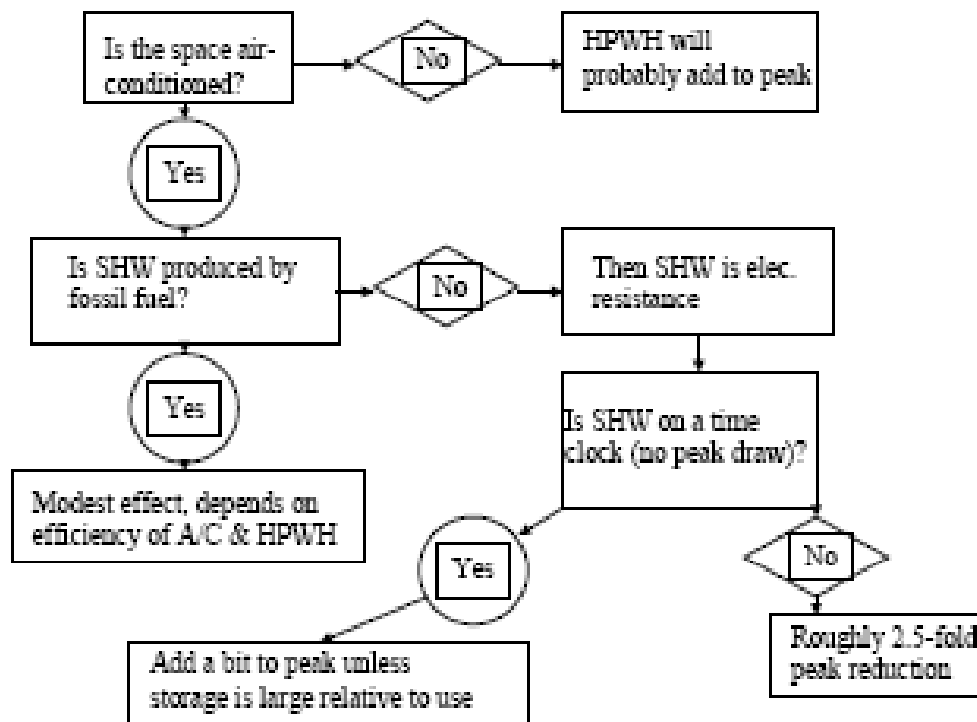 Is the space air-
conditioned?
No
HPWH will
probably add to peak
Yes
Is SHW produced by
fossil fuel?
No
Then SHW is elec.
resistance
Yes
Is SHW on a time
clock (no peak draw)?
Modest effect, depends on
efficiency of A/C & HPWH
Yes
No
Add a bit to peak unless
storage is large relative to use
Roughly 2.5-fold
peak reduction